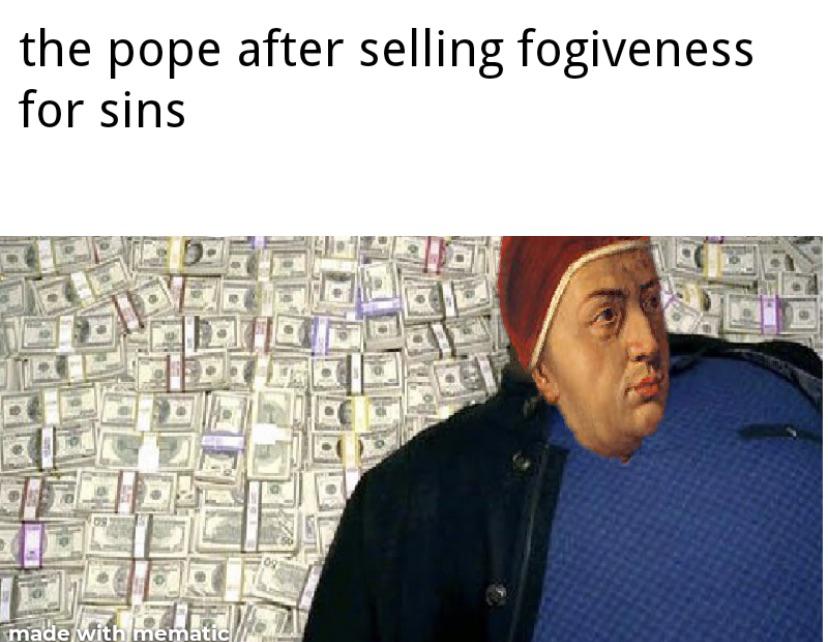 the pope after selling fogiveness
for sins
made with mematic